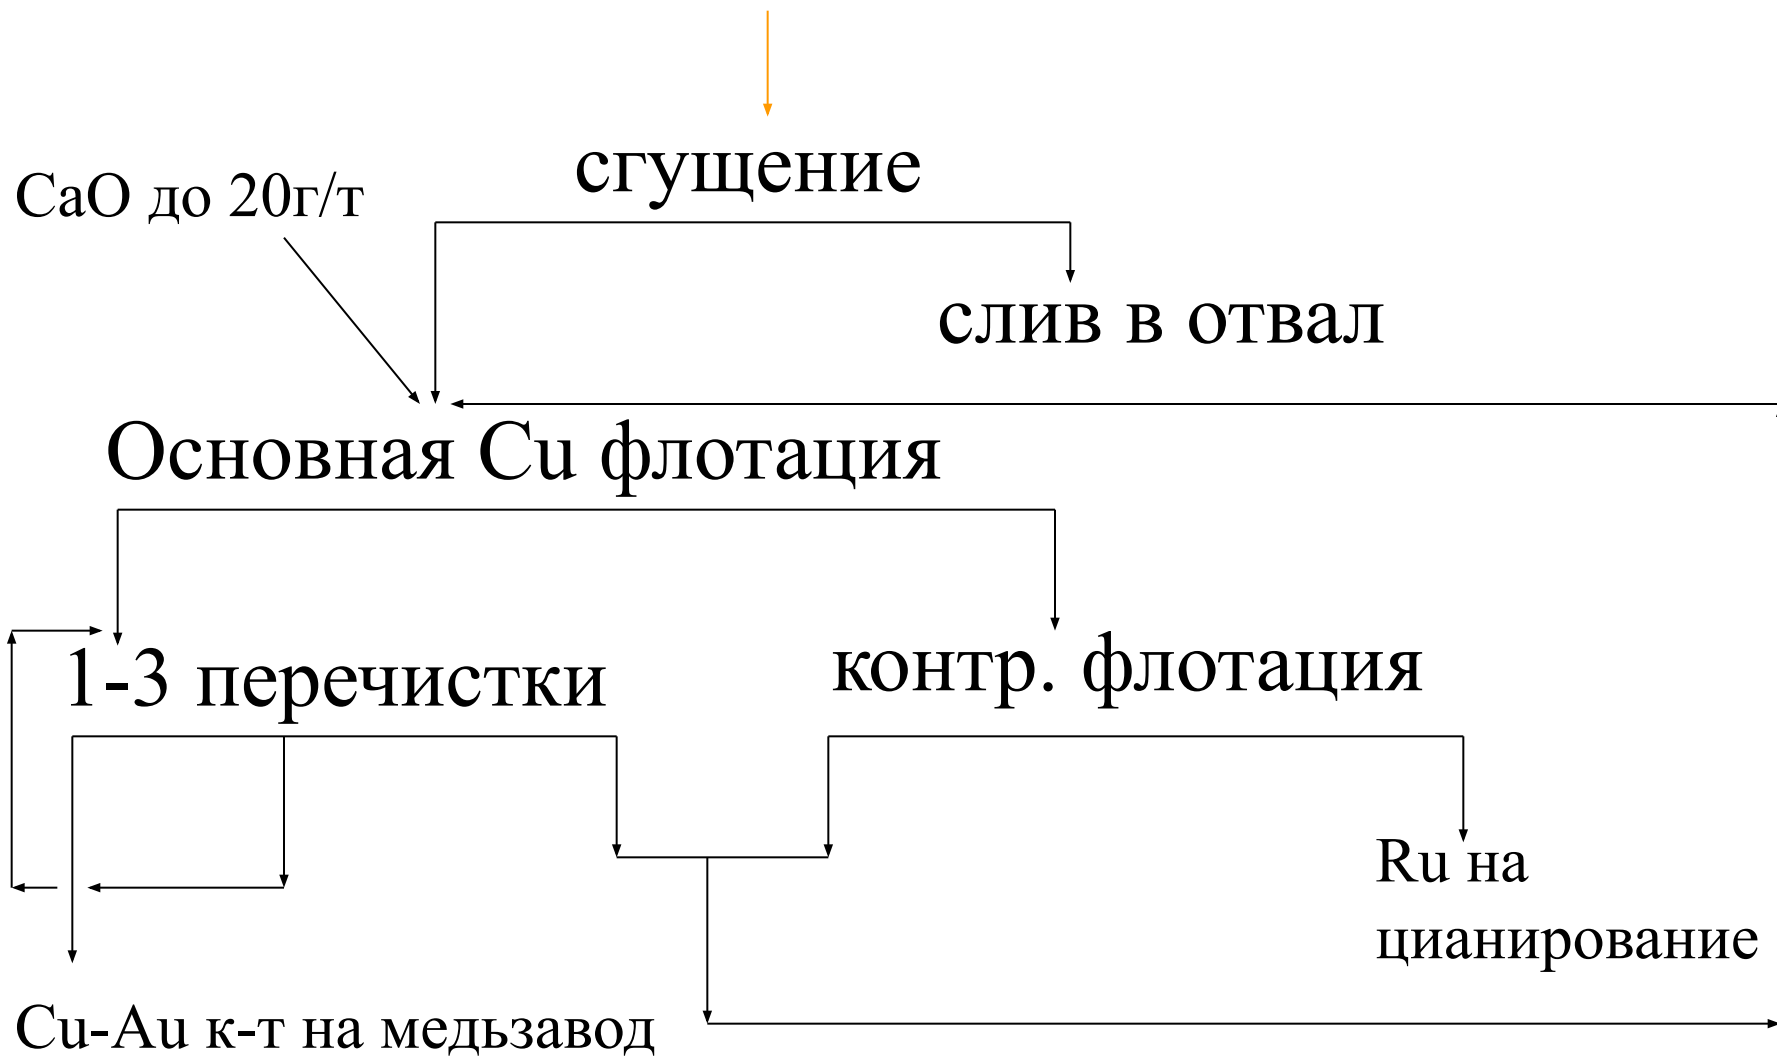 сгущение
CaO до 20г/т
слив в отвал
Основная Cu флотация
1-3 перечистки
контр. флотация
Ru на
цианирование
Cu-Au к-т на медьзавод